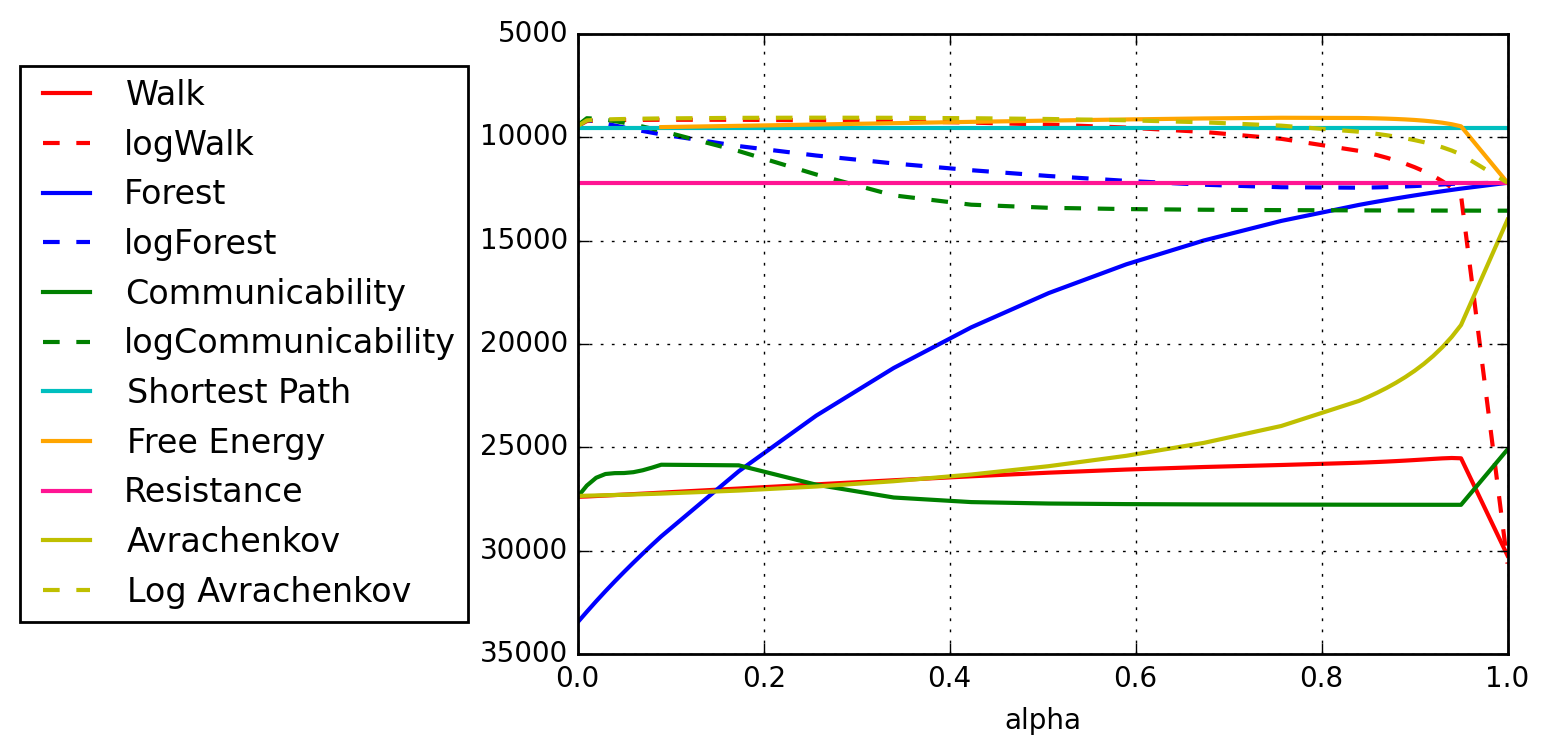 Walk
logWalk
Forest
logForest
Communicability
logCommunicability
Shortest Path
Free Energy
Resistance
Avrachenkov
Log Avrachenkov
5000
10000
15000
20000
25000
30000
35000
0.0 0.2 0.4 0.6 0.8 1.0
alpha